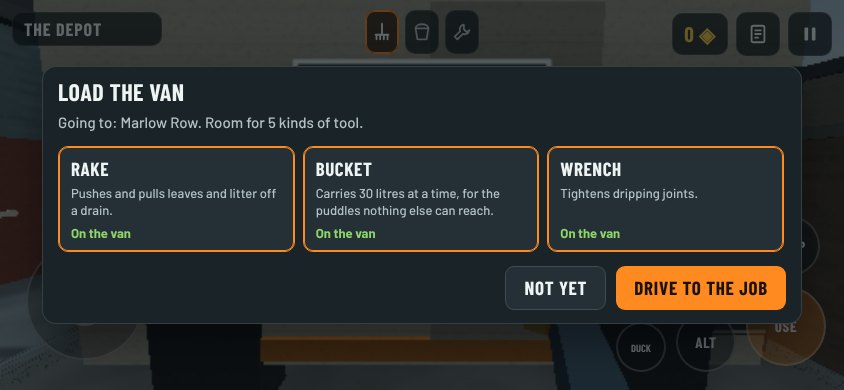 THE DEPOT
0
LOAD THE VAN
Going to: Marlow Row. Room for 5 kinds of tool.
RAKE
Pushes and pulls leaves and litter off
a drain.
On the van
BUCKET
Carries 30 litres at a time, for the
puddles nothing else can reach.
On the van
WRENCH
Tightens dripping joints.
On the van
NOT YET
DRIVE TO THE JOB
USE
ALT
DUCK